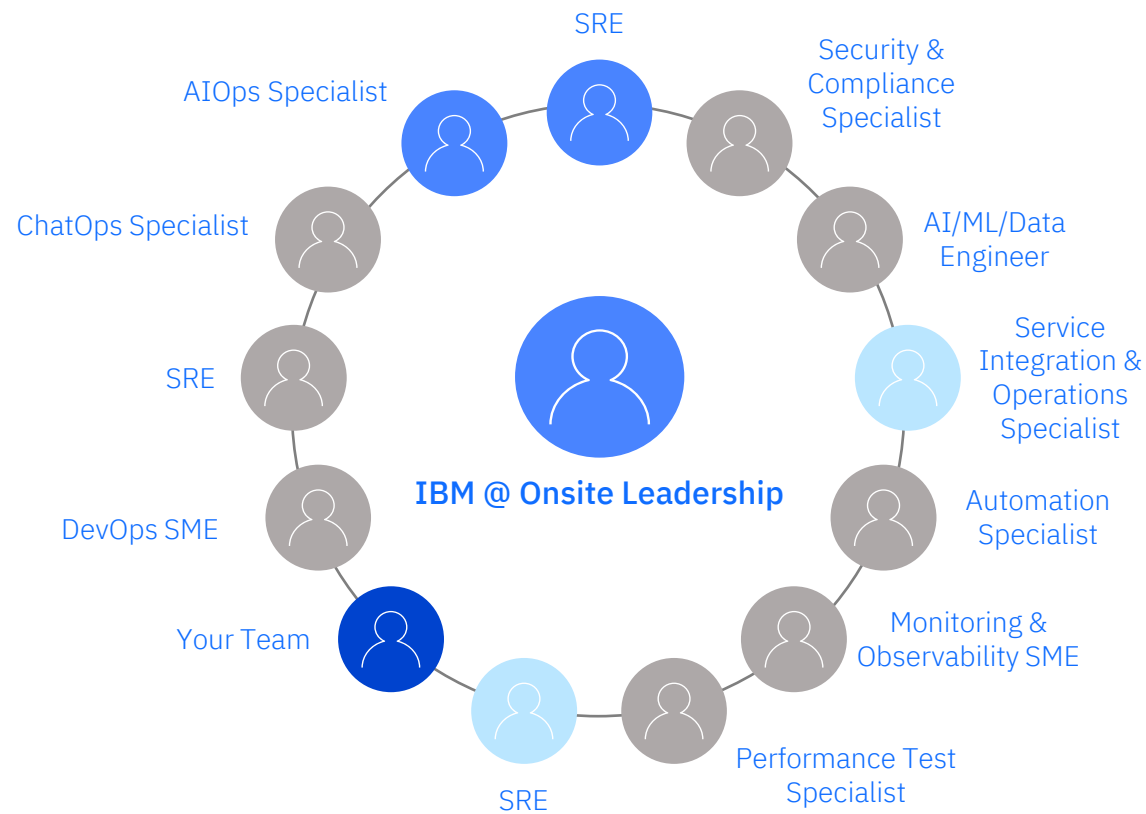 SRE
Security &
Compliance
Specialist
AIOps Specialist
ChatOps Specialist
AI/ML/Data
Engineer
Service
Integration &
Operations
Specialist
SRE
IBM @ Onsite Leadership
Automation
Specialist
DevOps SME
Your Team
Monitoring &
Observability SME
Performance Test
Specialist
SRE